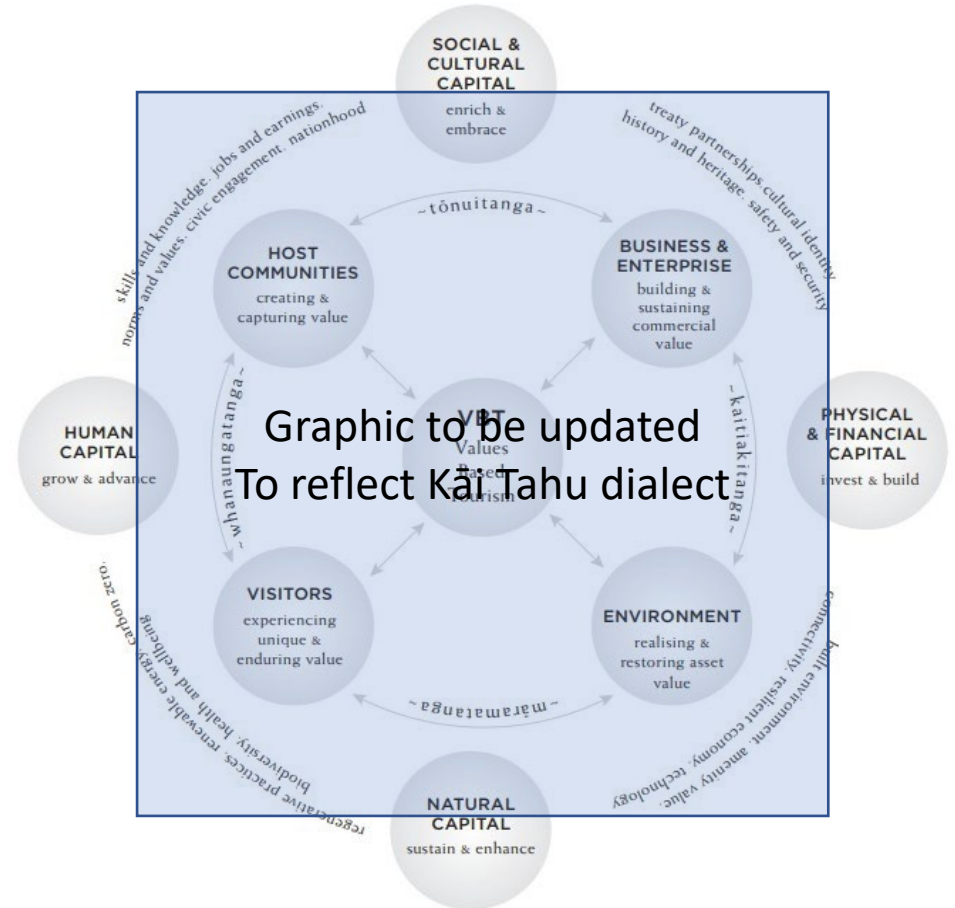 SOCIAL &
CULTURAL
CAPITAL
enrich &
embrace
skills and knowledge. jobs and earnings.
norms and values. civic engagement. nationhood
treaty partnerships. cultural identity
history and heritage. safety and security
~tōnuitanga~
HOST
COMMUNITIES
creating &
capturing value
BUSINESS &
ENTERPRISE
building &
sustaining
commercial
value
~whanaungatanga~
~kaitiakitanga~
HUMAN
CAPITAL
grow & advance
VBT
Values
Based
Tourism
Graphic to be updated
To reflect Kāi Tahu dialect
PHYSICAL
& FINANCIAL
CAPITAL
invest & build
VISITORS
experiencing
unique &
enduring value
ENVIRONMENT
realising &
restoring asset
value
~māramatanga~
regenerative practices, renewable energy, carbon zero.
biodiversity, health and wellbeing
built environment. amenity value.
connectivity. resilient economy. technology
NATURAL
CAPITAL
sustain & enhance